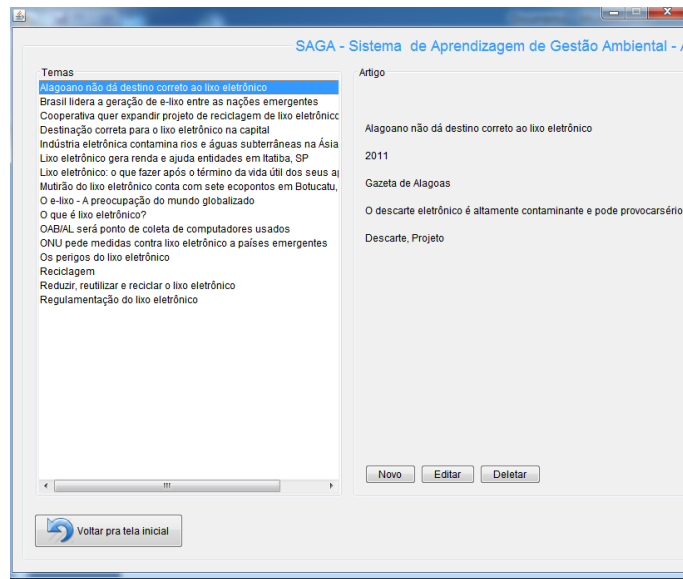 SAGA - Sistema de Aprendizagem de Gestão Ambiental -
Temas
Alagoano não dá destino correto ao lixo eletrônico
Brasil lidera a geração de e-lixo entre as nações emergentes
Cooperativa quer expandir projeto de reciclagem de lixo eletrônicc
Destinação correta para o lixo eletrônico na capital
Indústria eletrônica contamina rios e águas subterrâneas na Ásia
Lixo eletrônico gera renda e ajuda entidades em Itatiba, SP
Lixo eletrônico: o que fazer após o término da vida útil dos seus a
Mutirão do lixo eletrônico conta com sete ecopontos em Botucatu,
O e-lixo - A preocupação do mundo globalizado
O que é lixo eletrônico?
OAB/AL será ponto de coleta de computadores usados
ONU pede medidas contra lixo eletrônico a países emergentes
Os perigos do lixo eletrônico
Reciclagem
Reduzir, reutilizar e reciclar o lixo eletrônico
Regulamentação do lixo eletrônico
Artigo
Alagoano não dá destino correto ao lixo eletrônico
2011
Gazeta de Alagoas
O descarte eletrônico é altamente contaminante e pode provocarsério
Descarte, Projeto
Novo Editar Deletar
Voltar pra tela inicial